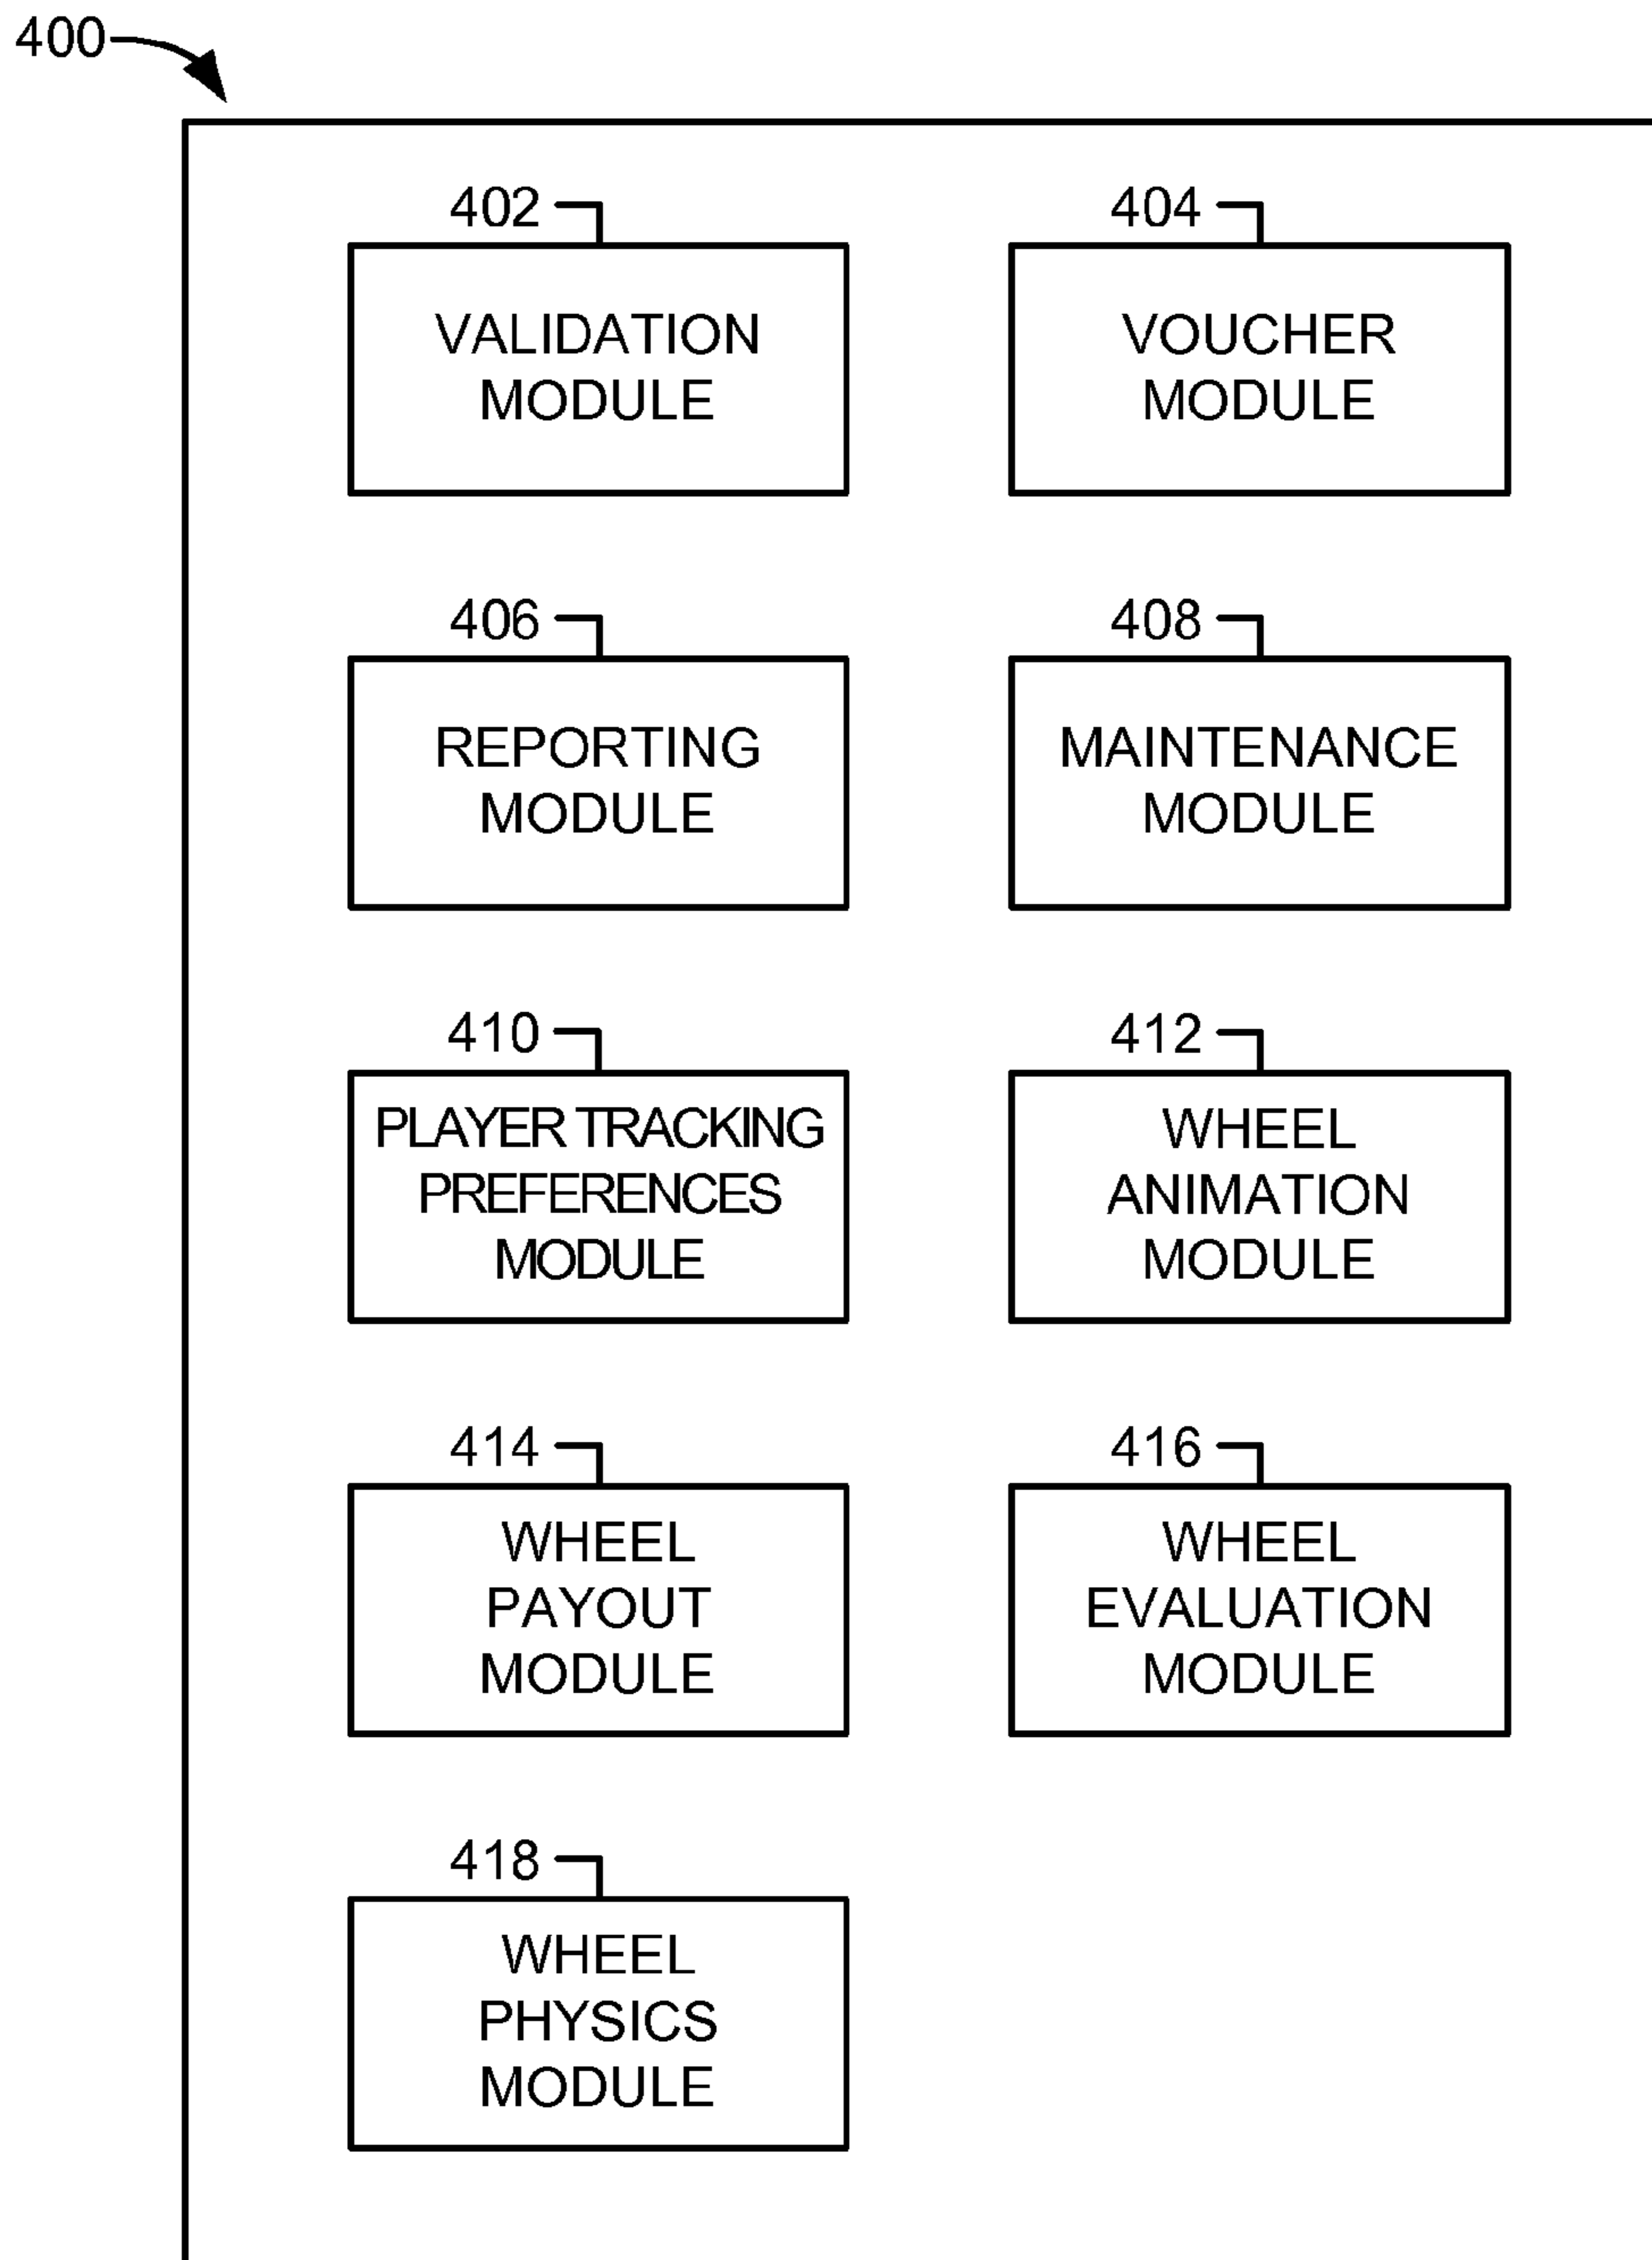 400
402
VALIDATION
MODULE
404
VOUCHER
MODULE
406
REPORTING
MODULE
408
MAINTENANCE
MODULE
410
PLAYER TRACKING
PREFERENCES
MODULE
412
WHEEL
ANIMATION
MODULE
414
WHEEL
PAYOUT
MODULE
416
WHEEL
EVALUATION
MODULE
418
WHEEL
PHYSICS
MODULE